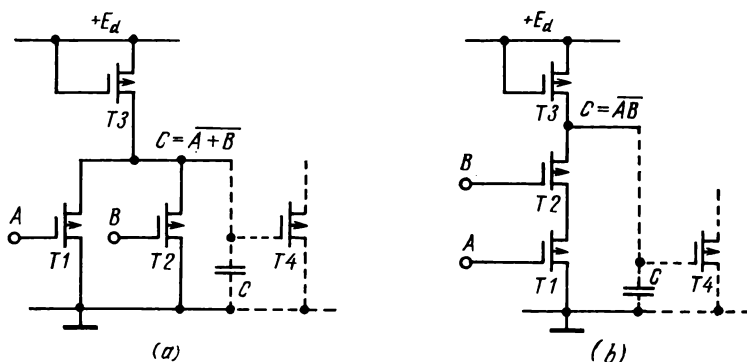 +E_d
T3
C = \overline{A+B}
A
B
T1
T2
C
T4
(a)
+E_d
T3
C = \overline{AB}
B
T2
A
T1
C
T4
(b)